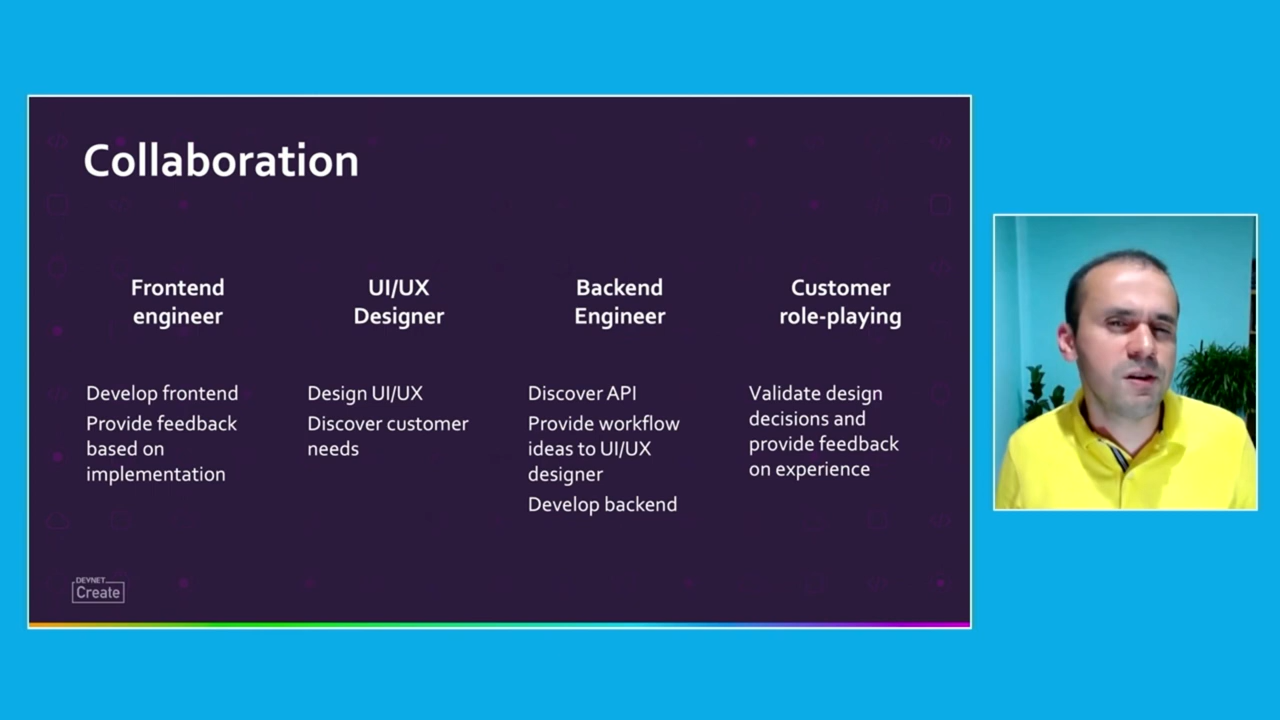 Collaboration
Frontend
engineer
Develop frontend
Provide feedback
based on
implementation
UI/UX
Designer
Design UI/UX
Discover customer
needs
Backend
Engineer
Discover API
Provide workflow
ideas to UI/UX
designer
Develop backend
Customer
role-playing
Validate design
decisions and
provide feedback
on experience
DEVNET
Create